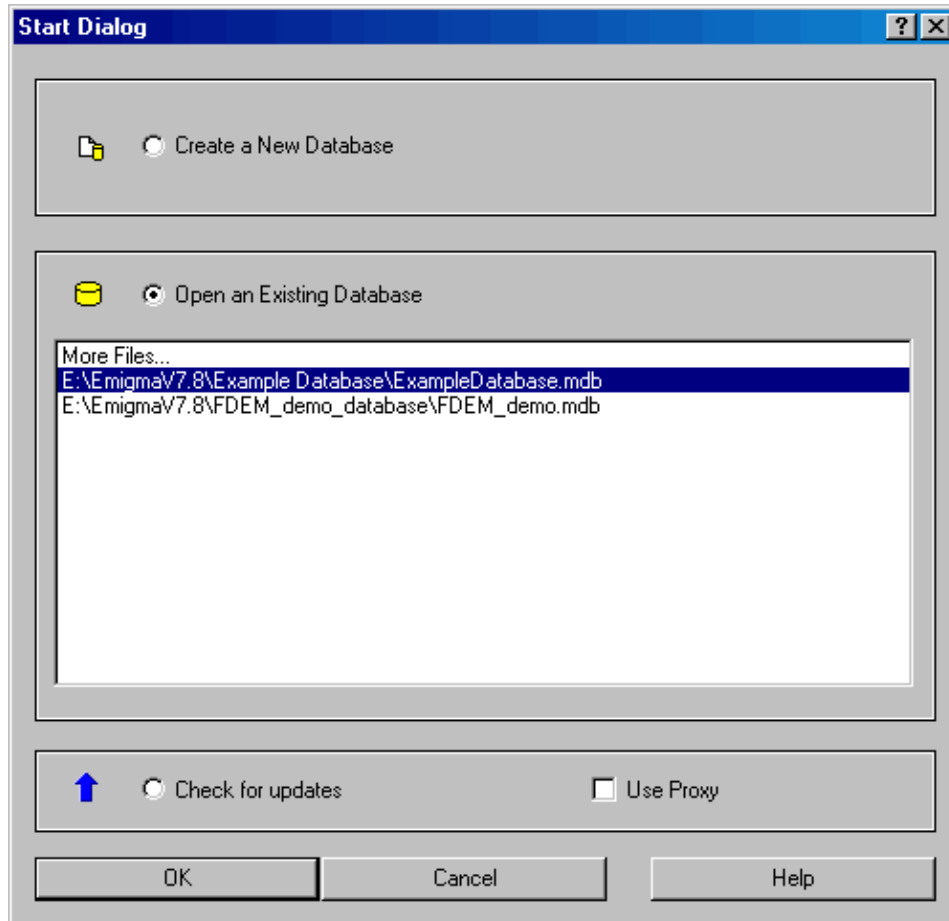 Start Dialog
Create a New Database
Open an Existing Database
More Files...
E:\EmigmaV7.8\Example Database\ExampleDatabase.mdb
E:\EmigmaV7.8\FDEM_demo_database\FDEM_demo.mdb
Check for updates Use Proxy
OK Cancel Help